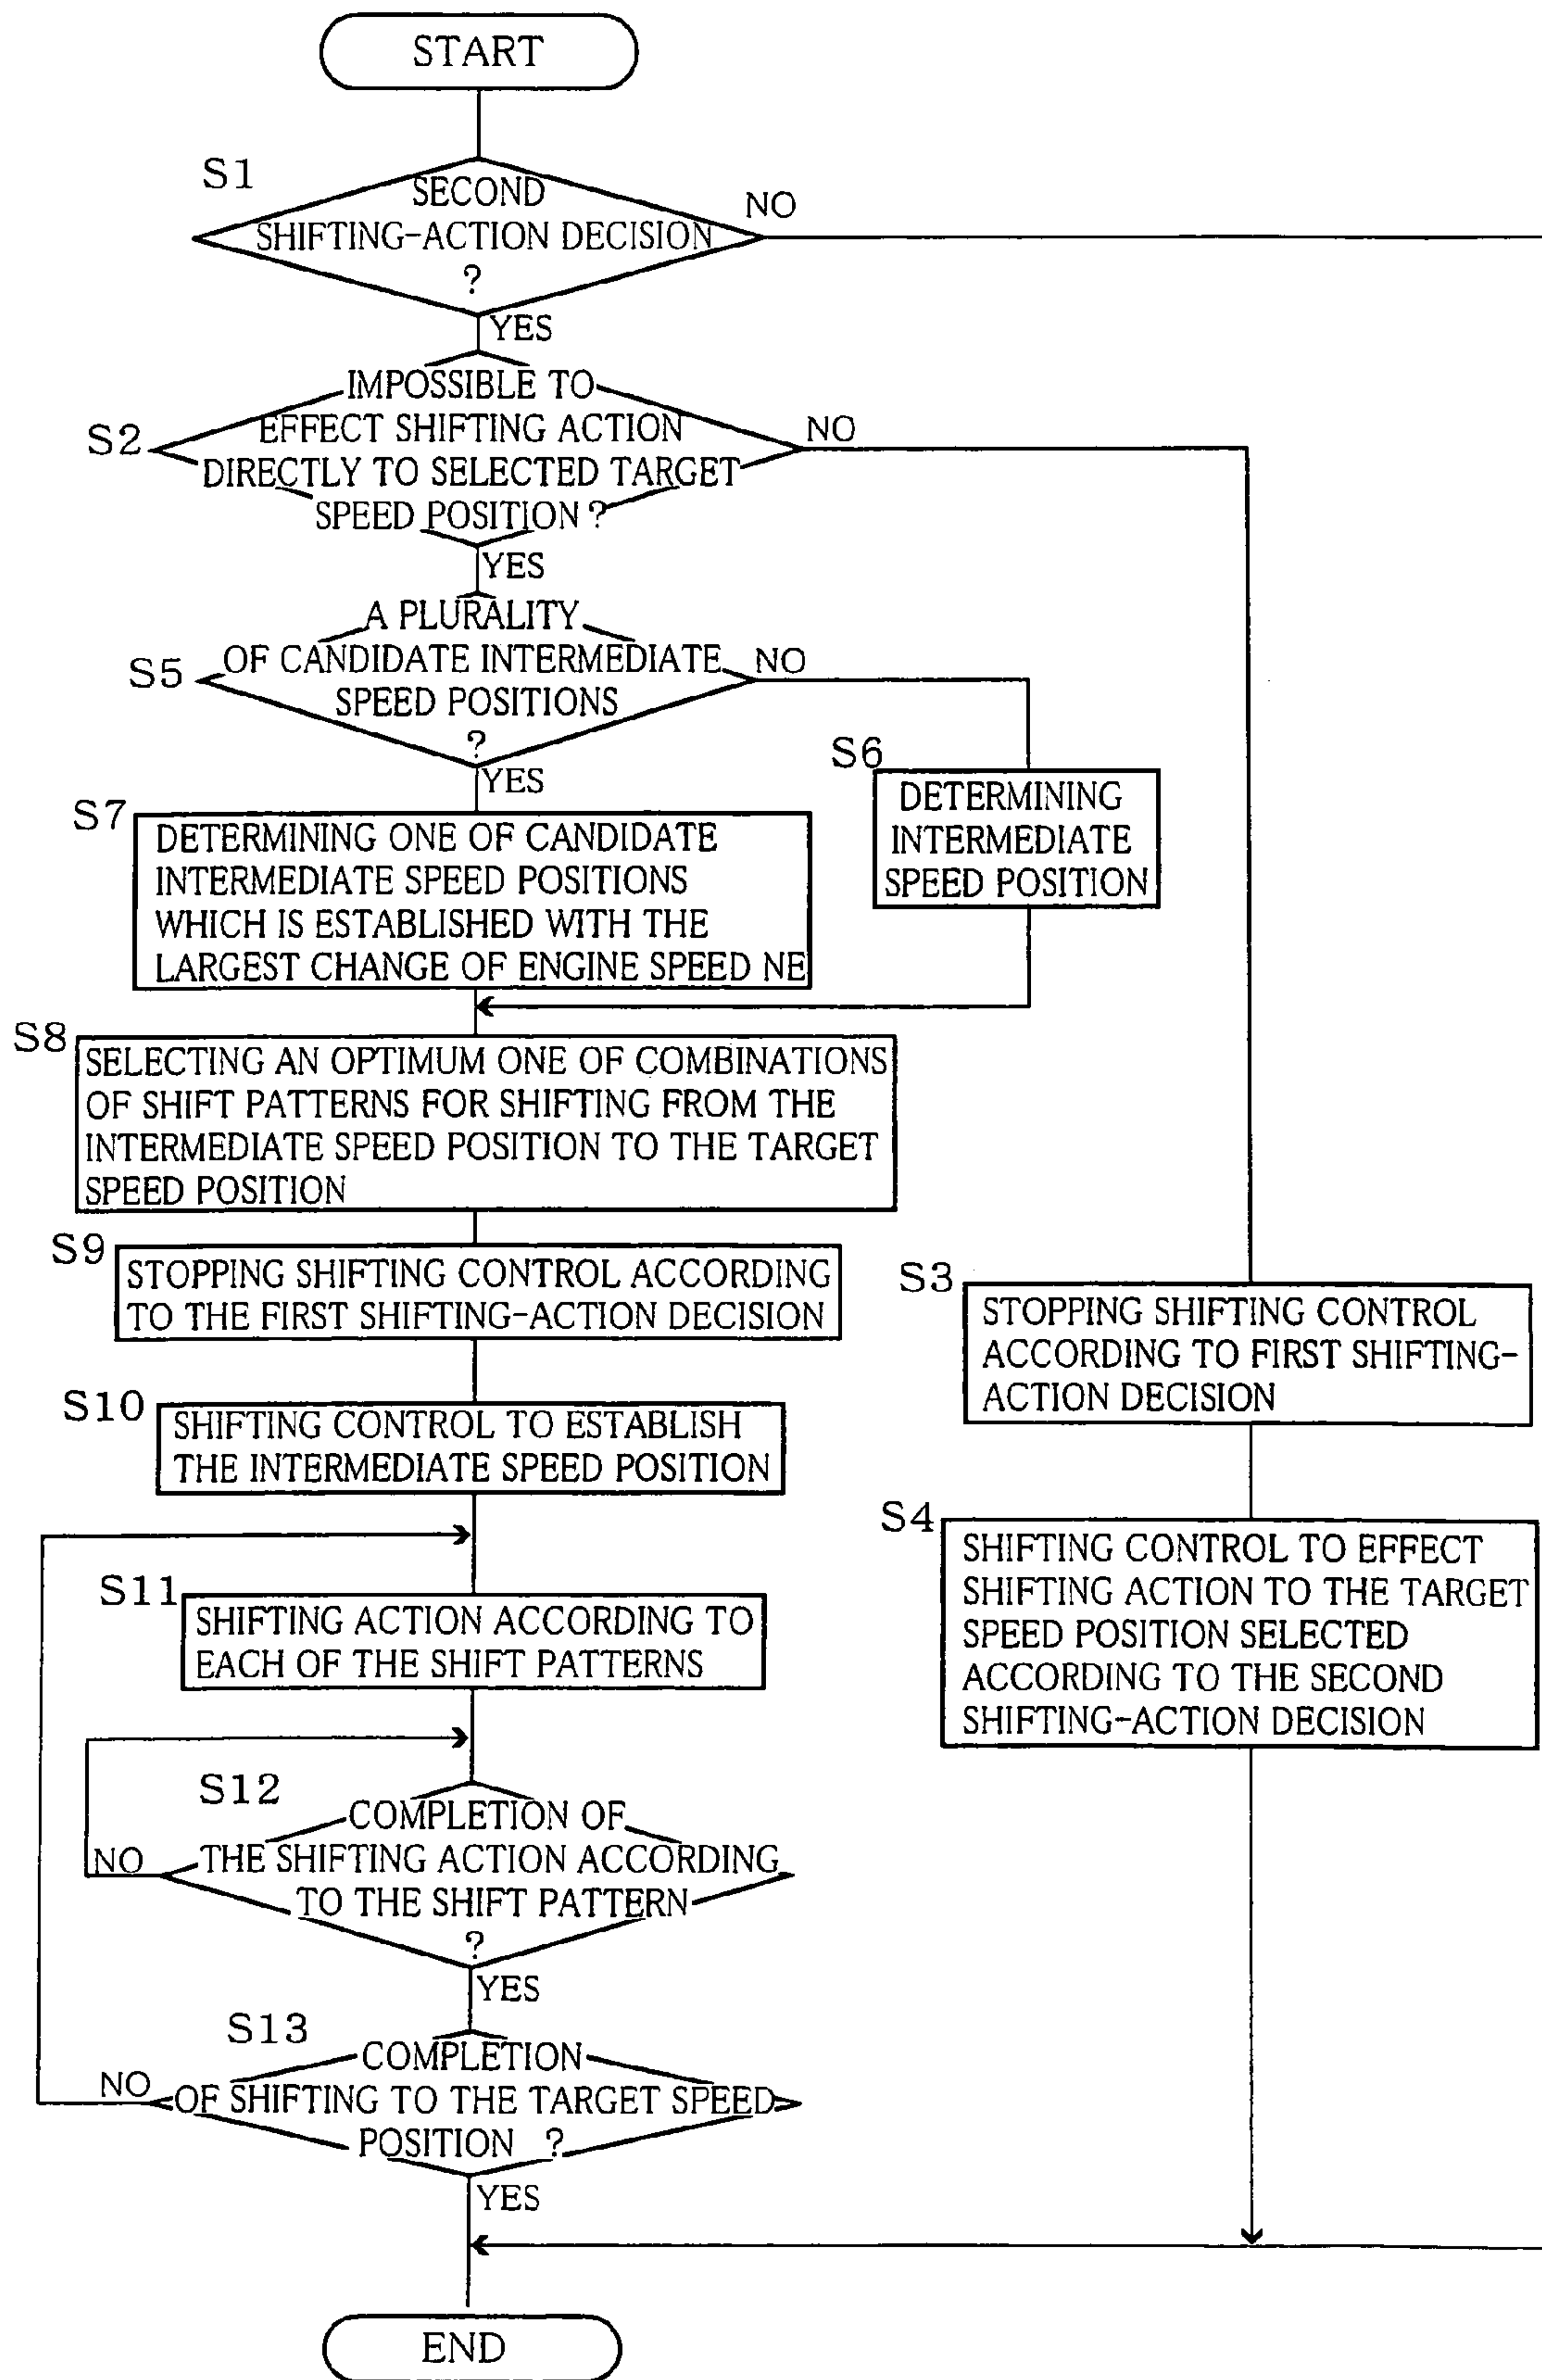 START
S1
SECOND
SHIFTING-ACTION DECISION
?
NO
YES
S2
IMPOSSIBLE TO
EFFECT SHIFTING ACTION
DIRECTLY TO SELECTED TARGET
SPEED POSITION?
NO
YES
S5
A PLURALITY
OF CANDIDATE INTERMEDIATE
SPEED POSITIONS
?
NO
YES
S6
DETERMINING
INTERMEDIATE
SPEED POSITION
S7
DETERMINING ONE OF CANDIDATE
INTERMEDIATE SPEED POSITIONS
WHICH IS ESTABLISHED WITH THE
LARGEST CHANGE OF ENGINE SPEED NE
S8
SELECTING AN OPTIMUM ONE OF COMBINATIONS
OF SHIFT PATTERNS FOR SHIFTING FROM THE
INTERMEDIATE SPEED POSITION TO THE TARGET
SPEED POSITION
S9
STOPPING SHIFTING CONTROL ACCORDING
TO THE FIRST SHIFTING-ACTION DECISION
S3
STOPPING SHIFTING CONTROL
ACCORDING TO FIRST SHIFTING-
ACTION DECISION
S10
SHIFTING CONTROL TO ESTABLISH
THE INTERMEDIATE SPEED POSITION
S4
SHIFTING CONTROL TO EFFECT
SHIFTING ACTION TO THE TARGET
SPEED POSITION SELECTED
ACCORDING TO THE SECOND
SHIFTING-ACTION DECISION
S11
SHIFTING ACTION ACCORDING TO
EACH OF THE SHIFT PATTERNS
S12
COMPLETION OF
THE SHIFTING ACTION ACCORDING
TO THE SHIFT PATTERN
?
NO
YES
S13
COMPLETION
OF SHIFTING TO THE TARGET SPEED
POSITION ?
NO
YES
END